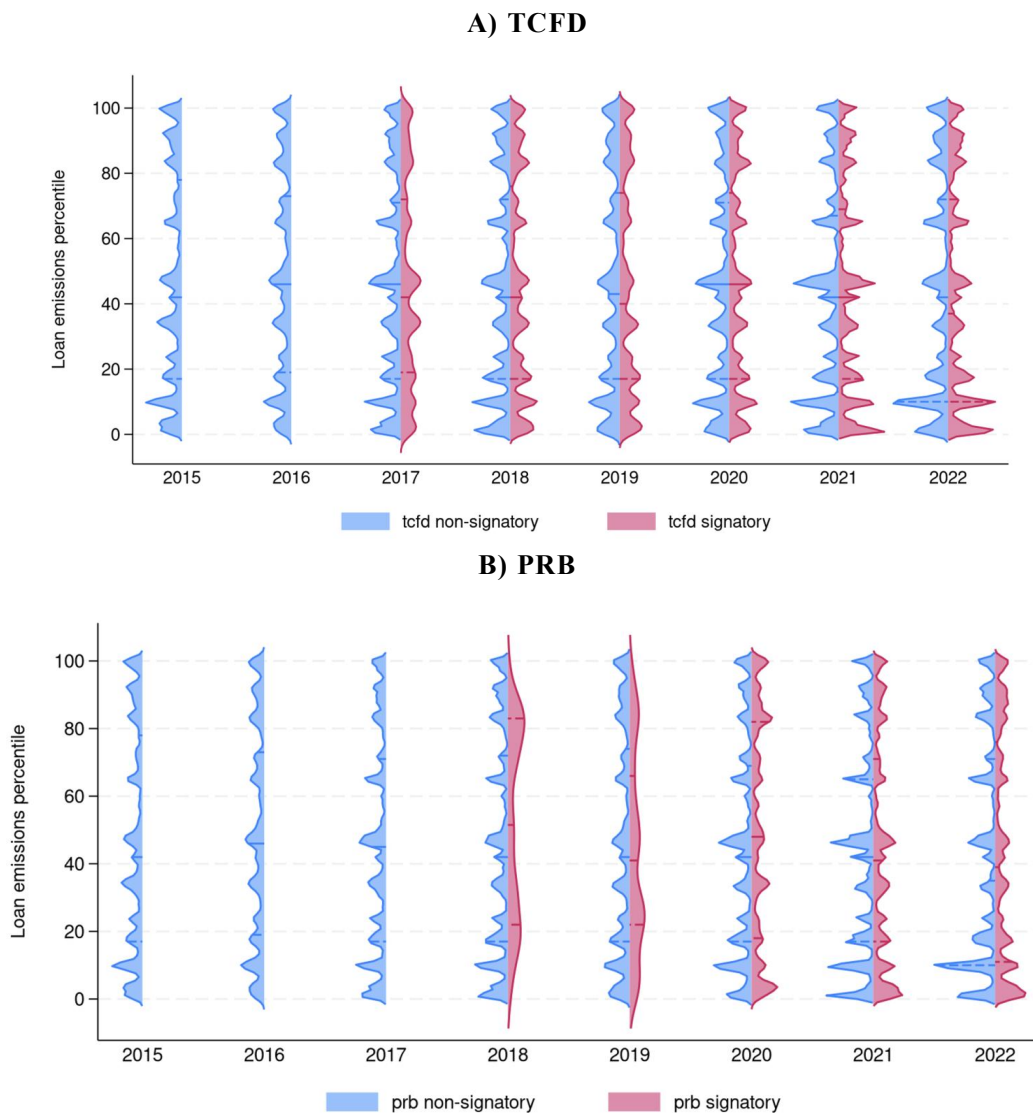 A) TCFD
Loan emissions percentile
100
80
60
40
20
0
2015 2016 2017 2018 2019 2020 2021 2022
tcfd non-signatory tcfd signatory
B) PRB
Loan emissions percentile
100
80
60
40
20
0
2015 2016 2017 2018 2019 2020 2021 2022
prb non-signatory prb signatory